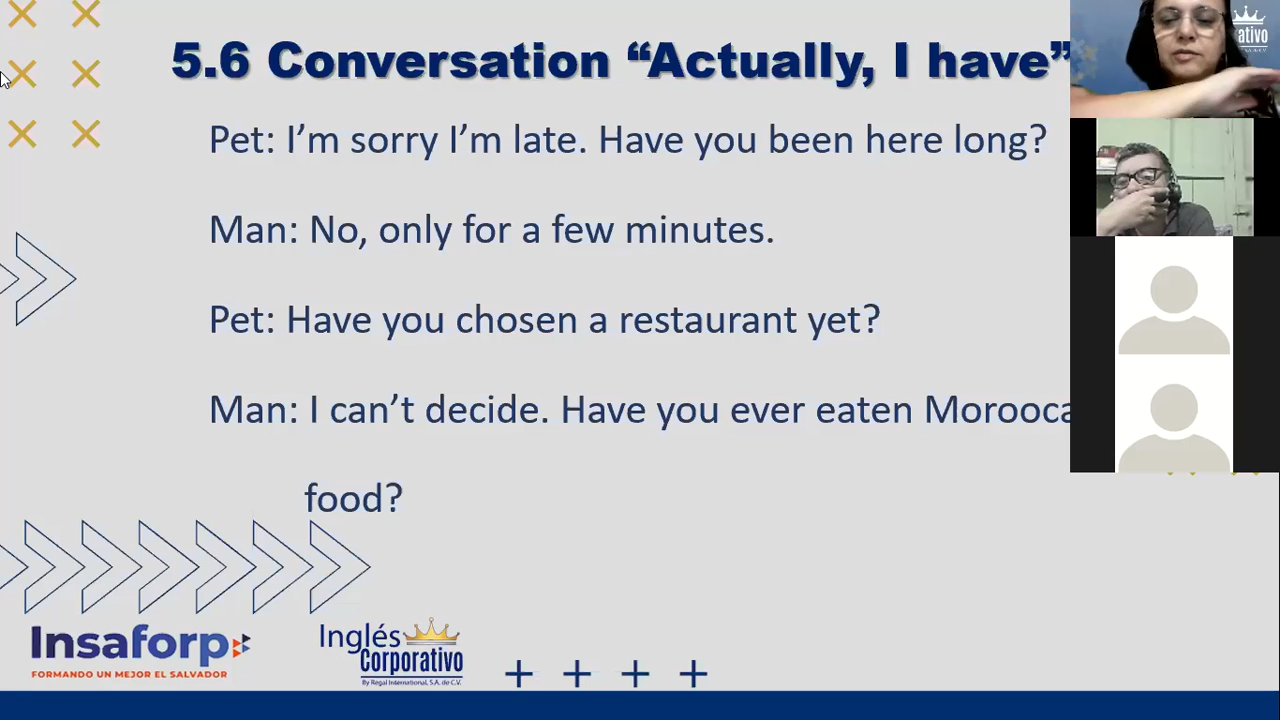 5.6 Conversation “Actually, I have”
ativo
Pet: I’m sorry I’m late. Have you been here long?
Man: No, only for a few minutes.
Pet: Have you chosen a restaurant yet?
Man: I can’t decide. Have you ever eaten Morooca
food?
Insaforp
FORMANDO UN MEJOR EL SALVADOR
Inglés
Corporativo
By Regal International, S.A. de C.V.